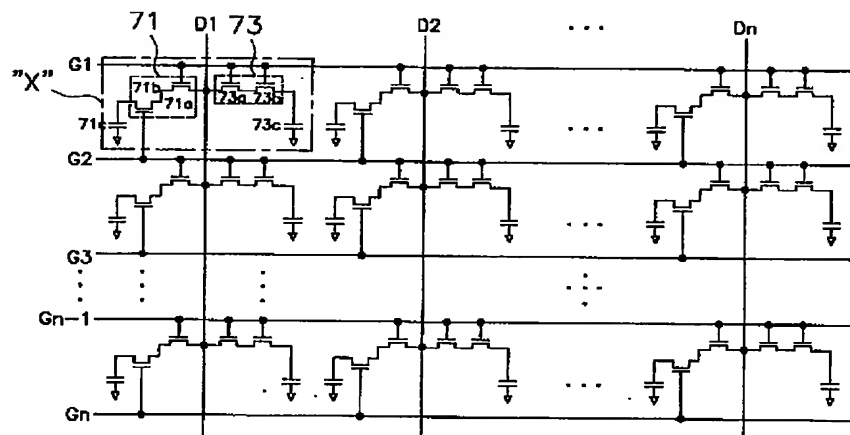 71 D1 73 D2 ... Dn
G1
"X"
71b 71a 73a 73b
71c 73c
...
G2
...
G3
...
Gn-1
...
Gn